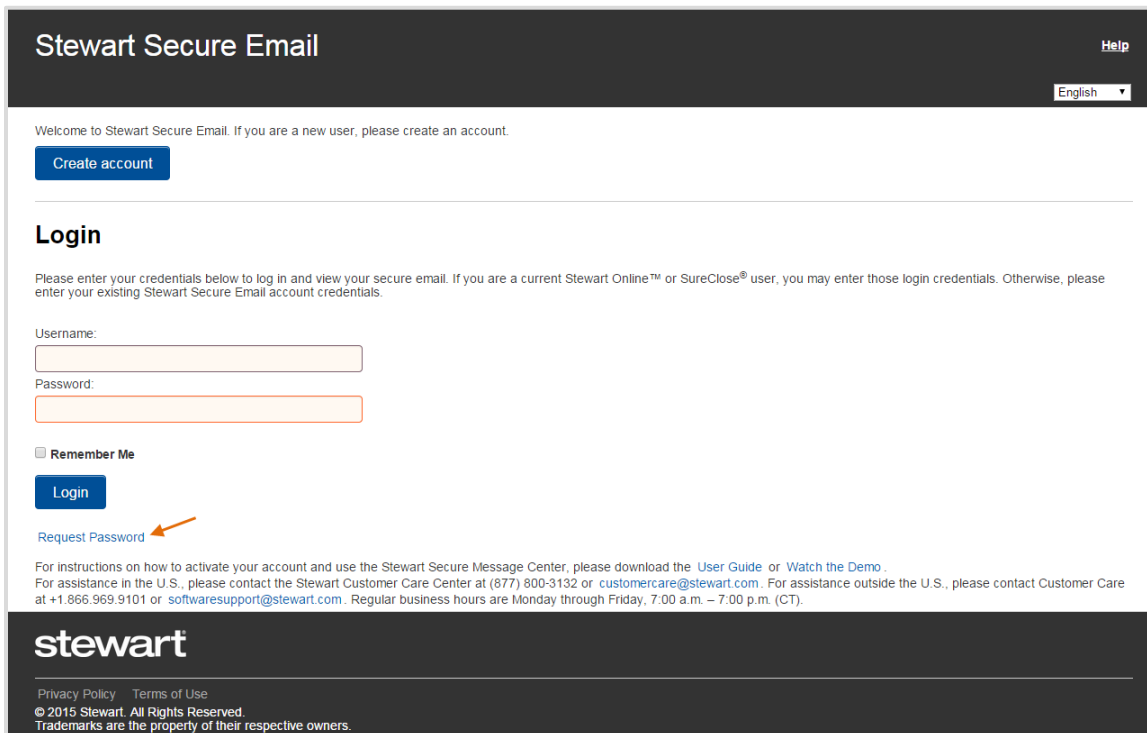 Stewart Secure Email
Help
English
Welcome to Stewart Secure Email. If you are a new user, please create an account.
Create account
Login
Please enter your credentials below to log in and view your secure email. If you are a current Stewart Online™ or SureClose® user, you may enter those login credentials. Otherwise, please
enter your existing Stewart Secure Email account credentials.
Username:
Password:
Remember Me
Login
Request Password
For instructions on how to activate your account and use the Stewart Secure Message Center, please download the User Guide or Watch the Demo .
For assistance in the U.S., please contact the Stewart Customer Care Center at (877) 800-3132 or customercare@stewart.com . For assistance outside the U.S., please contact Customer Care
at +1.866.969.9101 or softwaresupport@stewart.com . Regular business hours are Monday through Friday, 7:00 a.m. – 7:00 p.m. (CT).
stewart
Privacy Policy Terms of Use
© 2015 Stewart. All Rights Reserved.
Trademarks are the property of their respective owners.